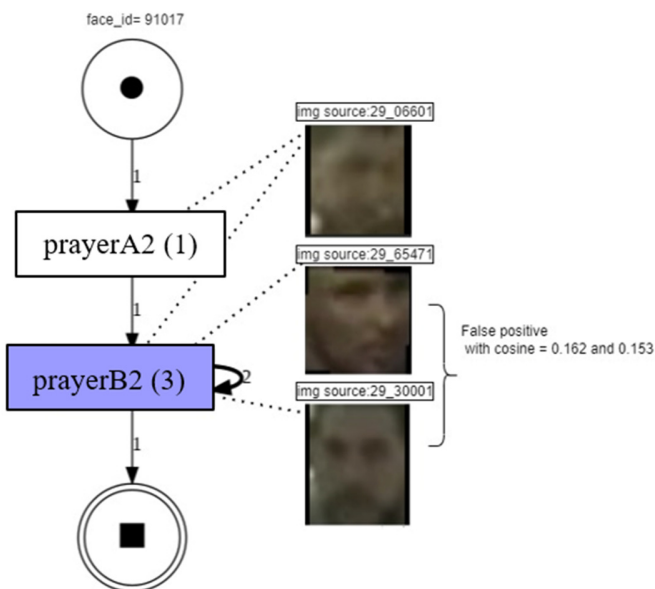 face_id= 91017
img source:29_06601
1
prayerA2 (1)
img source:29_65471
1
False positive
with cosine = 0.162 and 0.153
prayerB2 (3)
2
img source:29_30001
1